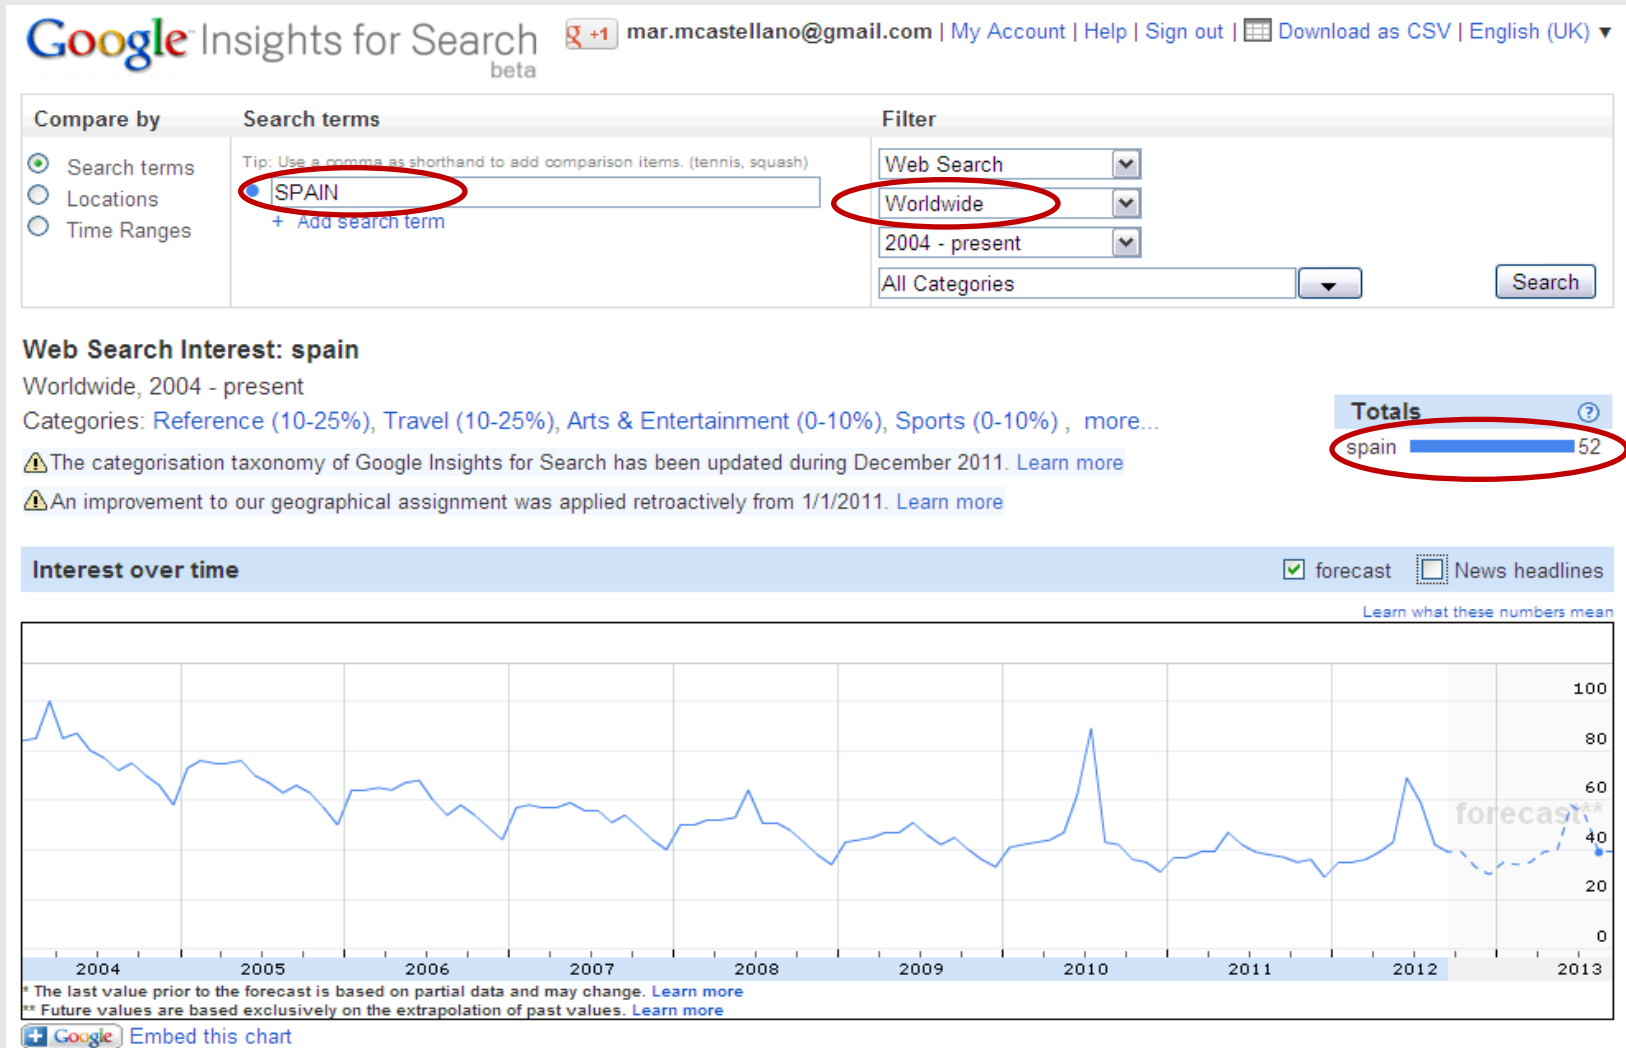 Google Insights for Search beta
g +1 mar.mcastellano@gmail.com | My Account | Help | Sign out | Download as CSV | English (UK) ▼
Compare by Search terms Filter
Search terms
Locations
Time Ranges
Tip: Use a comma as shorthand to add comparison items. (tennis, squash)
SPAIN
+ Add search term
Web Search
Worldwide
2004 - present
All Categories
Search
Web Search Interest: spain
Worldwide, 2004 - present
Categories: Reference (10-25%), Travel (10-25%), Arts & Entertainment (0-10%), Sports (0-10%) , more...
The categorisation taxonomy of Google Insights for Search has been updated during December 2011. Learn more
An improvement to our geographical assignment was applied retroactively from 1/1/2011. Learn more
Totals ?
spain 52
Interest over time forecast News headlines
Learn what these numbers mean
100
80
60
forecast**
40
20
0
2004 2005 2006 2007 2008 2009 2010 2011 2012 2013
* The last value prior to the forecast is based on partial data and may change. Learn more
** Future values are based exclusively on the extrapolation of past values. Learn more
+ Google Embed this chart